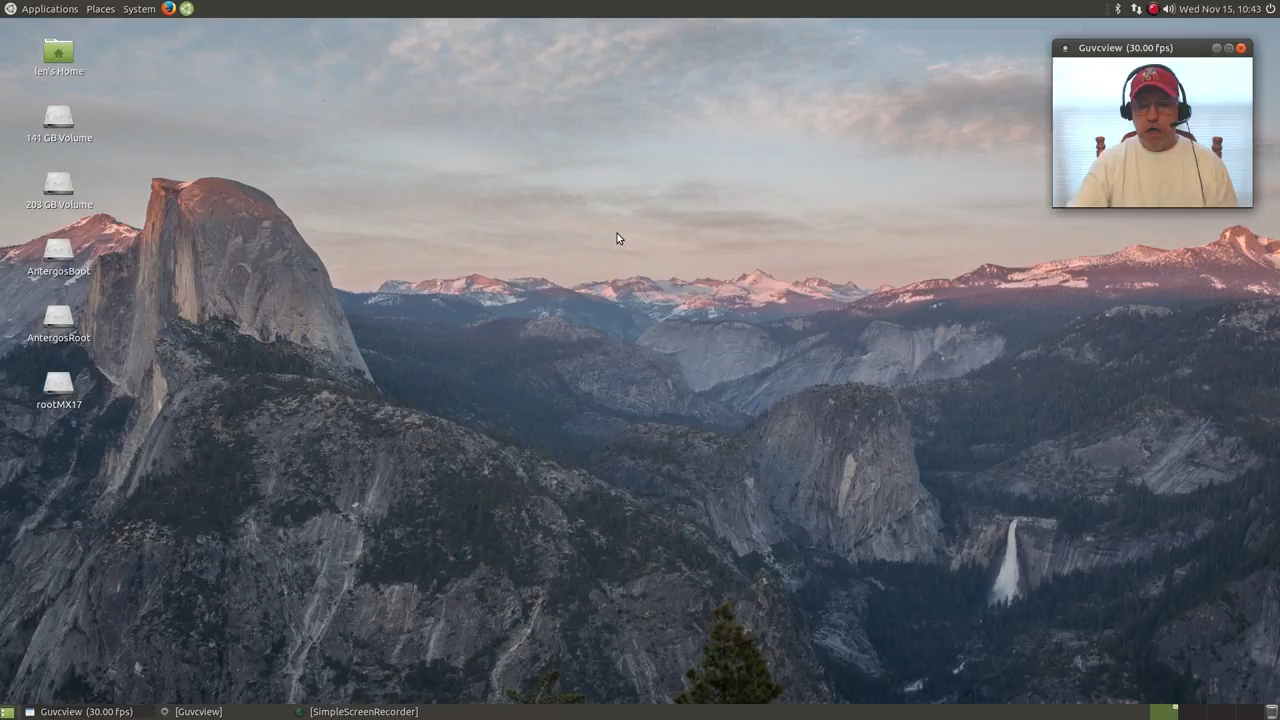 Applications Places System
Wed Nov 15, 10:43
Guvcview (30.00 fps)
len's Home
141 GB Volume
203 GB Volume
AntergosBoot
AntergosRoot
rootMX17
Guvcview (30.00 fps)
[Guvcview]
[SimpleScreenRecorder]